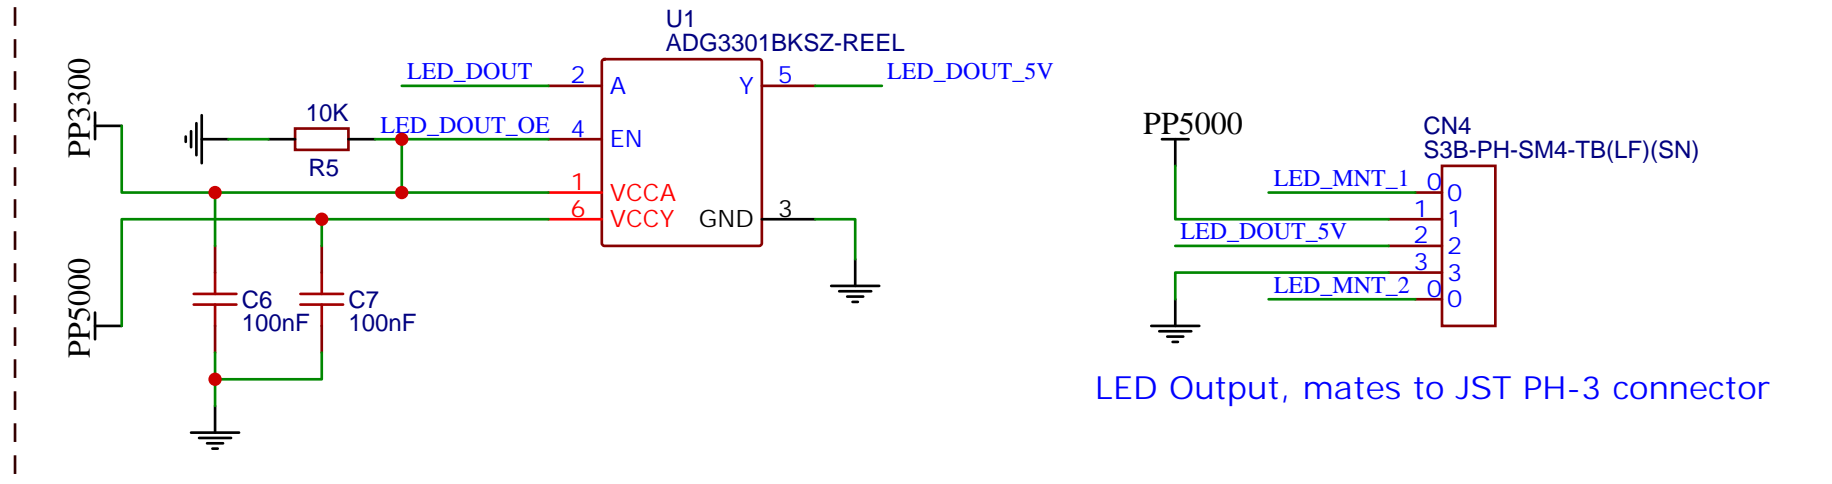 U1
ADG3301BKSZ-REEL
PP3300
LED_DOUT
2
A
Y
5
LED_DOUT_5V
10K
R5
LED_DOUT_OE
4
EN
1
VCCA
6
VCCY
GND
3
PP5000
C6
100nF
C7
100nF
PP5000
CN4
S3B-PH-SM4-TB(LF)(SN)
LED_MNT_1
0
0
1
1
LED_DOUT_5V
2
2
3
3
LED_MNT_2
0
0
LED Output, mates to JST PH-3 connector